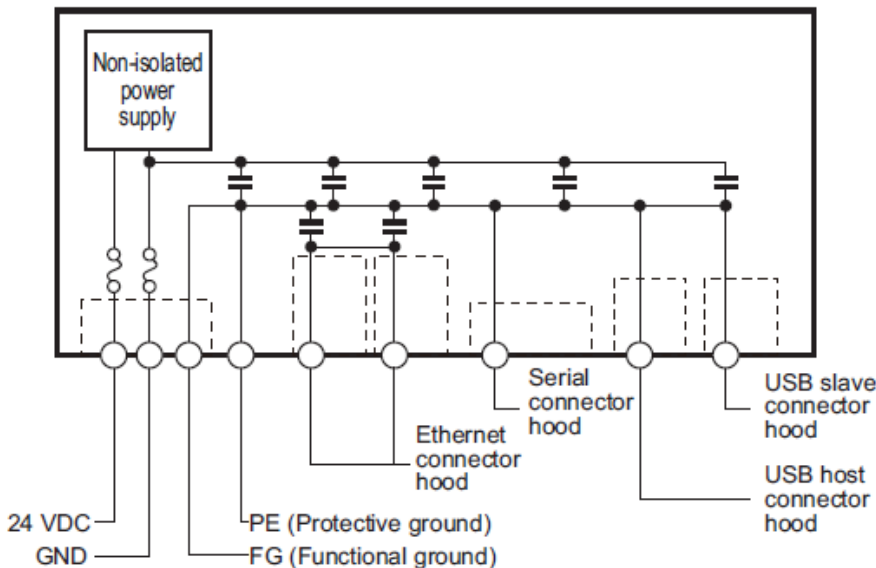 Non-isolated
power
supply
Serial
connector
hood
USB slave
connector
hood
Ethernet
connector
hood
USB host
connector
hood
24 VDC
PE (Protective ground)
GND
FG (Functional ground)